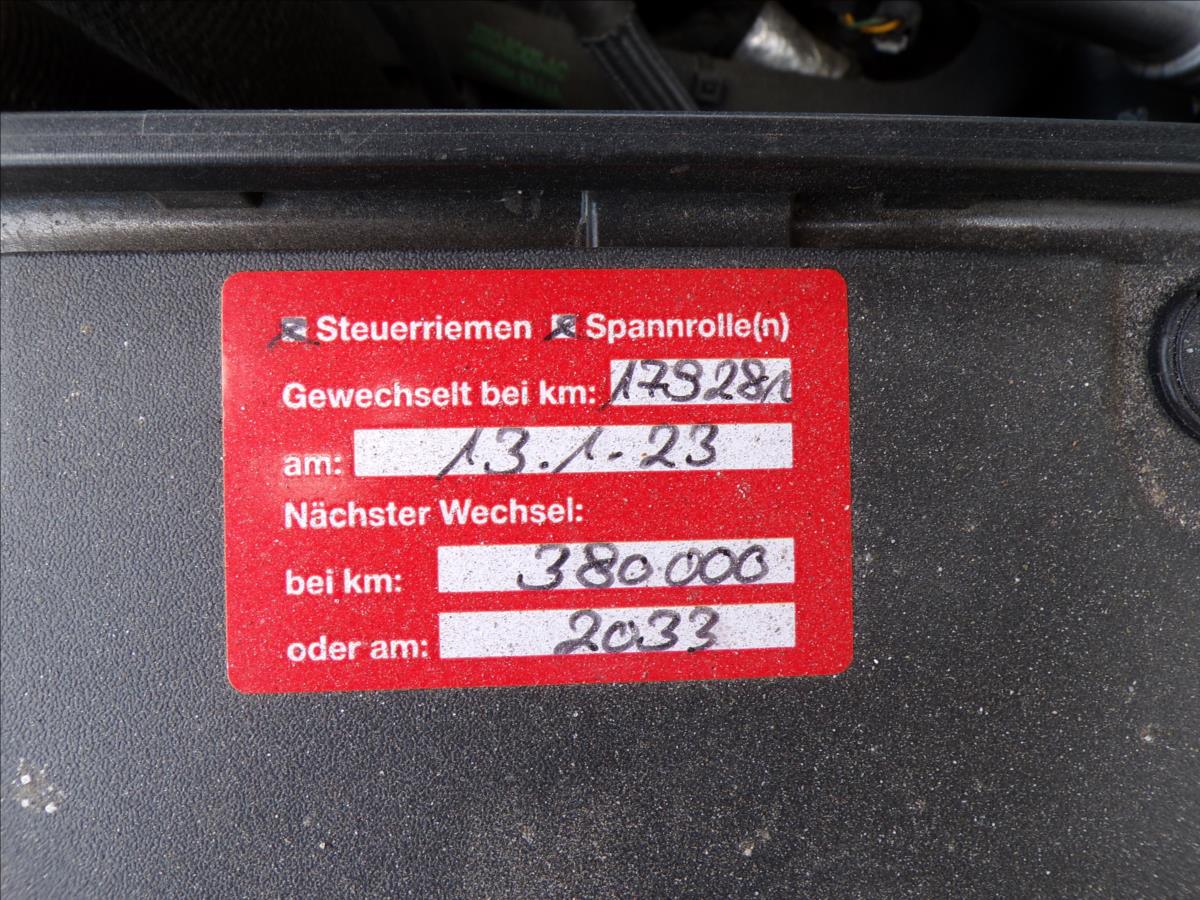 Steuerriemen Spannrolle(n)
Gewechselt bei km: 179281
am: 13.1.23
Nächster Wechsel:
bei km: 380000
oder am: 2033